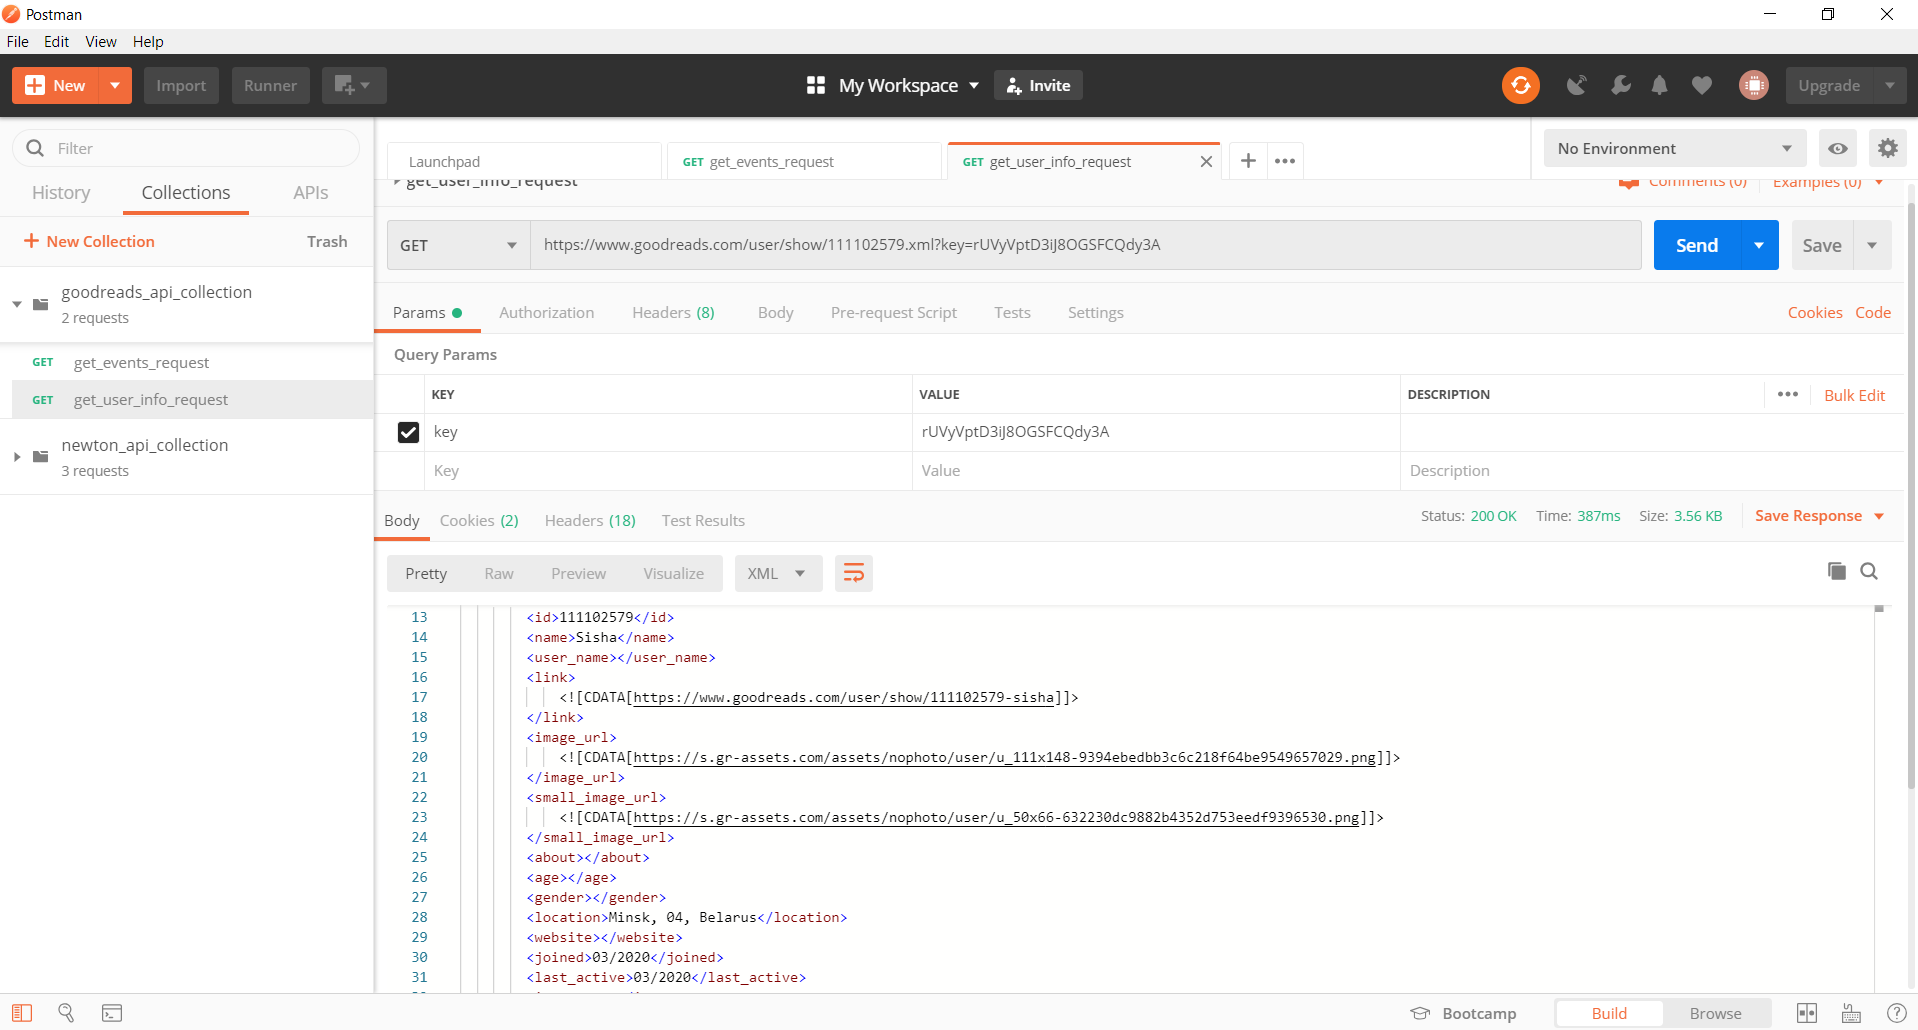 Postman
File Edit View Help
New Import Runner My Workspace Invite Upgrade
Filter
History Collections APIs
New Collection Trash
goodreads_api_collection
2 requests
GET get_events_request
GET get_user_info_request
newton_api_collection
3 requests
Launchpad GET get_events_request GET get_user_info_request
No Environment
get_user_info_request Comments (0) Examples (0)
GET https://www.goodreads.com/user/show/111102579.xml?key=rUVyVptD3iJ8OGSFCQdy3A Send Save
Params Authorization Headers (8) Body Pre-request Script Tests Settings Cookies Code
Query Params
KEY VALUE DESCRIPTION ••• Bulk Edit
key rUVyVptD3iJ8OGSFCQdy3A
Key Value Description
Body Cookies (2) Headers (18) Test Results Status: 200 OK Time: 387ms Size: 3.56 KB Save Response
Pretty Raw Preview Visualize XML
13 <id>111102579</id>
14 <name>Sisha</name>
15 <user_name></user_name>
16 <link>
17 <![CDATA[https://www.goodreads.com/user/show/111102579-sisha]]>
18 </link>
19 <image_url>
20 <![CDATA[https://s.gr-assets.com/assets/nophoto/user/u_111x148-9394ebedbb3c6c218f64be9549657029.png]]>
21 </image_url>
22 <small_image_url>
23 <![CDATA[https://s.gr-assets.com/assets/nophoto/user/u_50x66-632230dc9882b4352d753eedf9396530.png]]>
24 </small_image_url>
25 <about></about>
26 <age></age>
27 <gender></gender>
28 <location>Minsk, 04, Belarus</location>
29 <website></website>
30 <joined>03/2020</joined>
31 <last_active>03/2020</last_active>
Bootcamp Build Browse